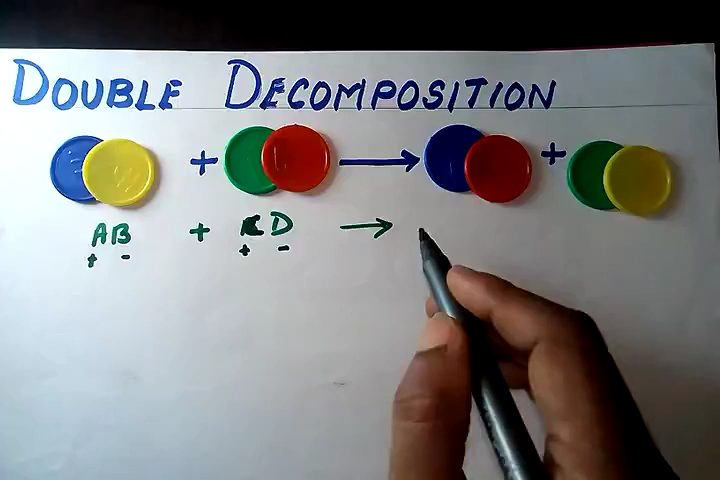 DOUBLE DECOMPOSITION
+ → +
AB + CD →
+ - + -